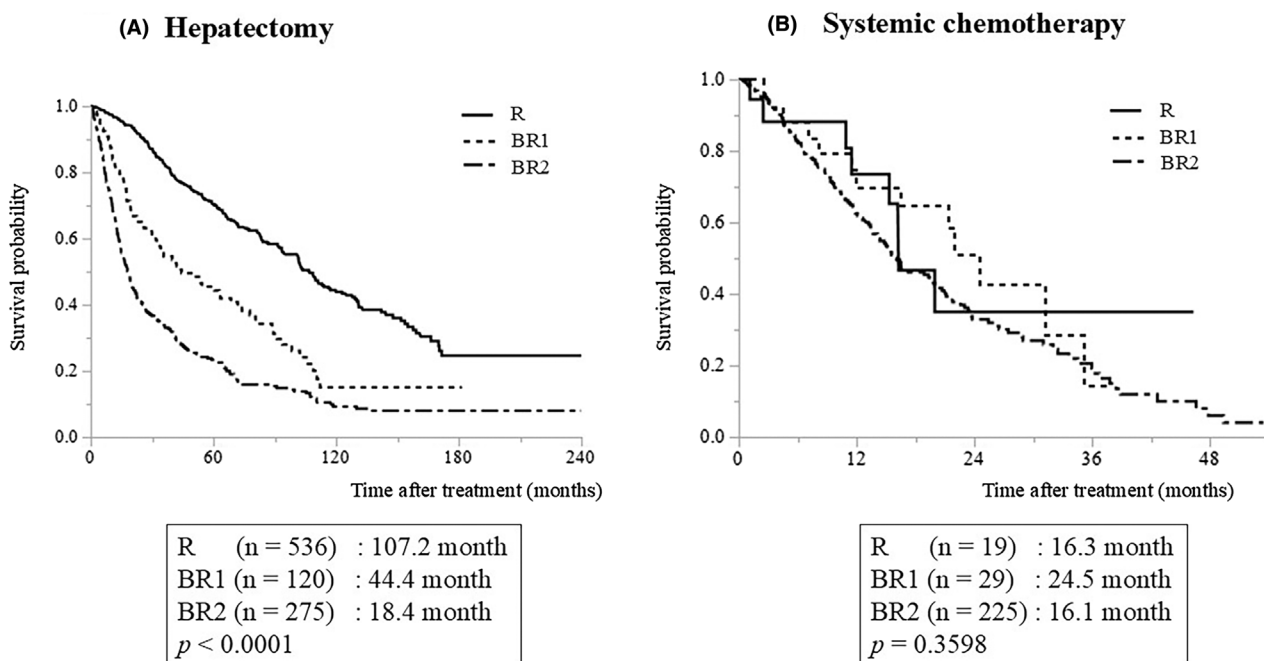 (A) Hepatectomy
1.0
0.8
0.6
0.4
0.2
0.0
Survival probability
R
BR1
BR2
0 60 120 180 240
Time after treatment (months)
R (n = 536) : 107.2 month
BR1 (n = 120) : 44.4 month
BR2 (n = 275) : 18.4 month
p < 0.0001
(B) Systemic chemotherapy
1.0
0.8
0.6
0.4
0.2
0.0
Survival probability
R
BR1
BR2
0 12 24 36 48
Time after treatment (months)
R (n = 19) : 16.3 month
BR1 (n = 29) : 24.5 month
BR2 (n = 225) : 16.1 month
p = 0.3598